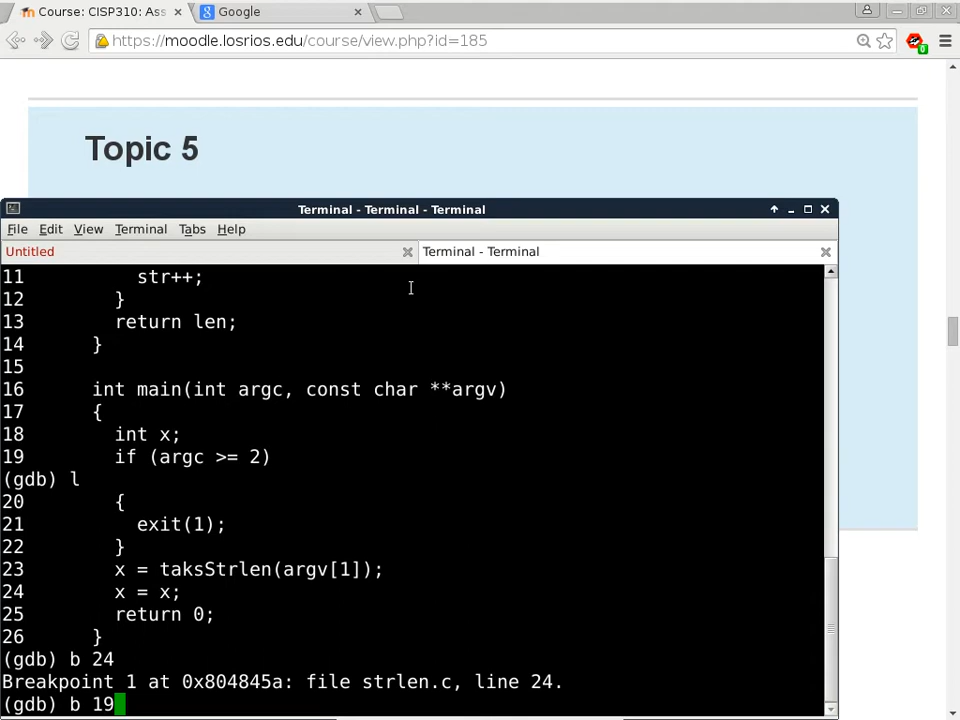 Course: CISP310: Ass
Google
https://moodle.losrios.edu/course/view.php?id=185
0
Topic 5
Terminal - Terminal - Terminal
File Edit View Terminal Tabs Help
Untitled
Terminal - Terminal
11 str++;
12 }
13 return len;
14 }
15
16 int main(int argc, const char **argv)
17 {
18 int x;
19 if (argc >= 2)
(gdb) l
20 {
21 exit(1);
22 }
23 x = taksStrlen(argv[1]);
24 x = x;
25 return 0;
26 }
(gdb) b 24
Breakpoint 1 at 0x804845a: file strlen.c, line 24.
(gdb) b 19